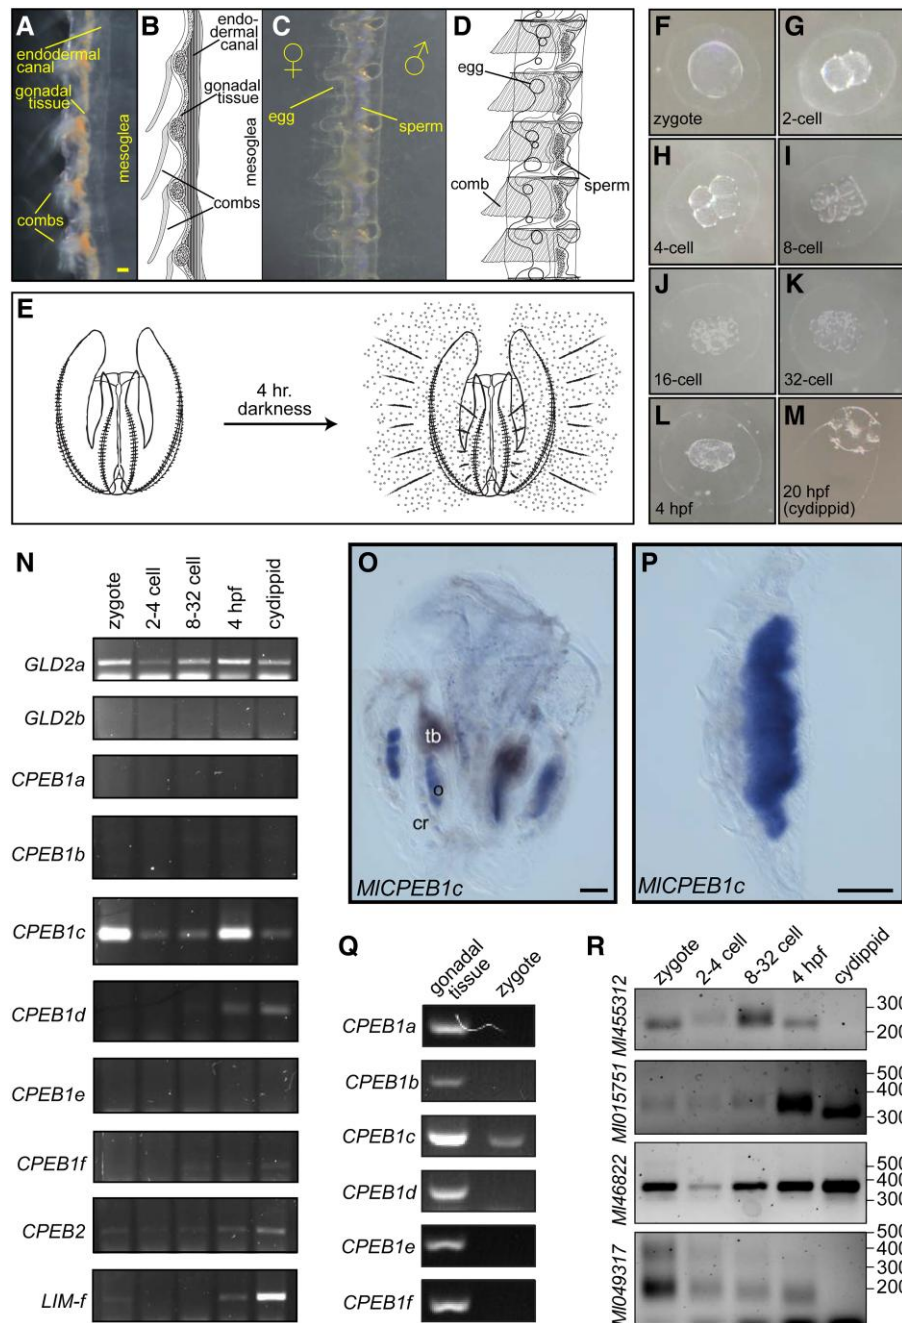 A
endodermal
canal
gonadal
tissue
mesoglea
combs
B
endo-
dermal
canal
gonadal
tissue
mesoglea
combs
C
♀
♂
egg
sperm
D
egg
comb
sperm
E
4 hr.
darkness
F
zygote
G
2-cell
H
4-cell
I
8-cell
J
16-cell
K
32-cell
L
4 hpf
M
20 hpf
(cydippid)
N
zygote
2-4 cell
8-32 cell
4 hpf
cydippid
GLD2a
GLD2b
CPEB1a
CPEB1b
CPEB1c
CPEB1d
CPEB1e
CPEB1f
CPEB2
LIM-f
O
tb
o
cr
MlCPEB1c
P
MlCPEB1c
Q
gonadal
tissue
zygote
CPEB1a
CPEB1b
CPEB1c
CPEB1d
CPEB1e
CPEB1f
R
zygote
2-4 cell
8-32 cell
4 hpf
cydippid
Ml455312
300
200
Ml015751
500
400
300
Ml46822
500
400
300
Ml049317
500
400
300
200